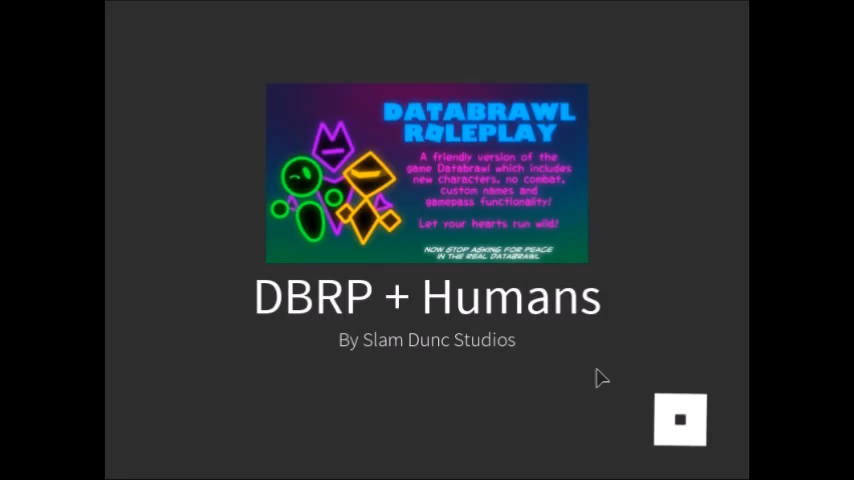 DATABRAWL
ROLEPLAY
A friendly version of the
game Databrawl which includes
new characters, no combat,
custom names and
gamepass functionality!
Let your hearts run wild!
NOW STOP ASKING FOR PEACE
IN THE REAL DATABRAWL
DBRP + Humans
By Slam Dunc Studios